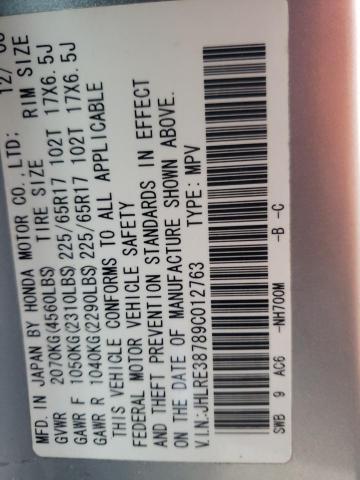 MFD. IN JAPAN BY HONDA MOTOR CO.,LTD; 12/08
GVWR 2070KG(4560LBS) TIRE SIZE RIM SIZE
GAWR F 1050KG(2310LBS) 225/65R17 102T 17X6.5J
GAWR R 1040KG(2290LBS) 225/65R17 102T 17X6.5J
THIS VEHICLE CONFORMS TO ALL APPLICABLE
FEDERAL MOTOR VEHICLE SAFETY
AND THEFT PREVENTION STANDARDS IN EFFECT
ON THE DATE OF MANUFACTURE SHOWN ABOVE.
V.I.N:JHLRE38789C012763 TYPE: MPV
SWB 9 AC6 -NH700M -B -C